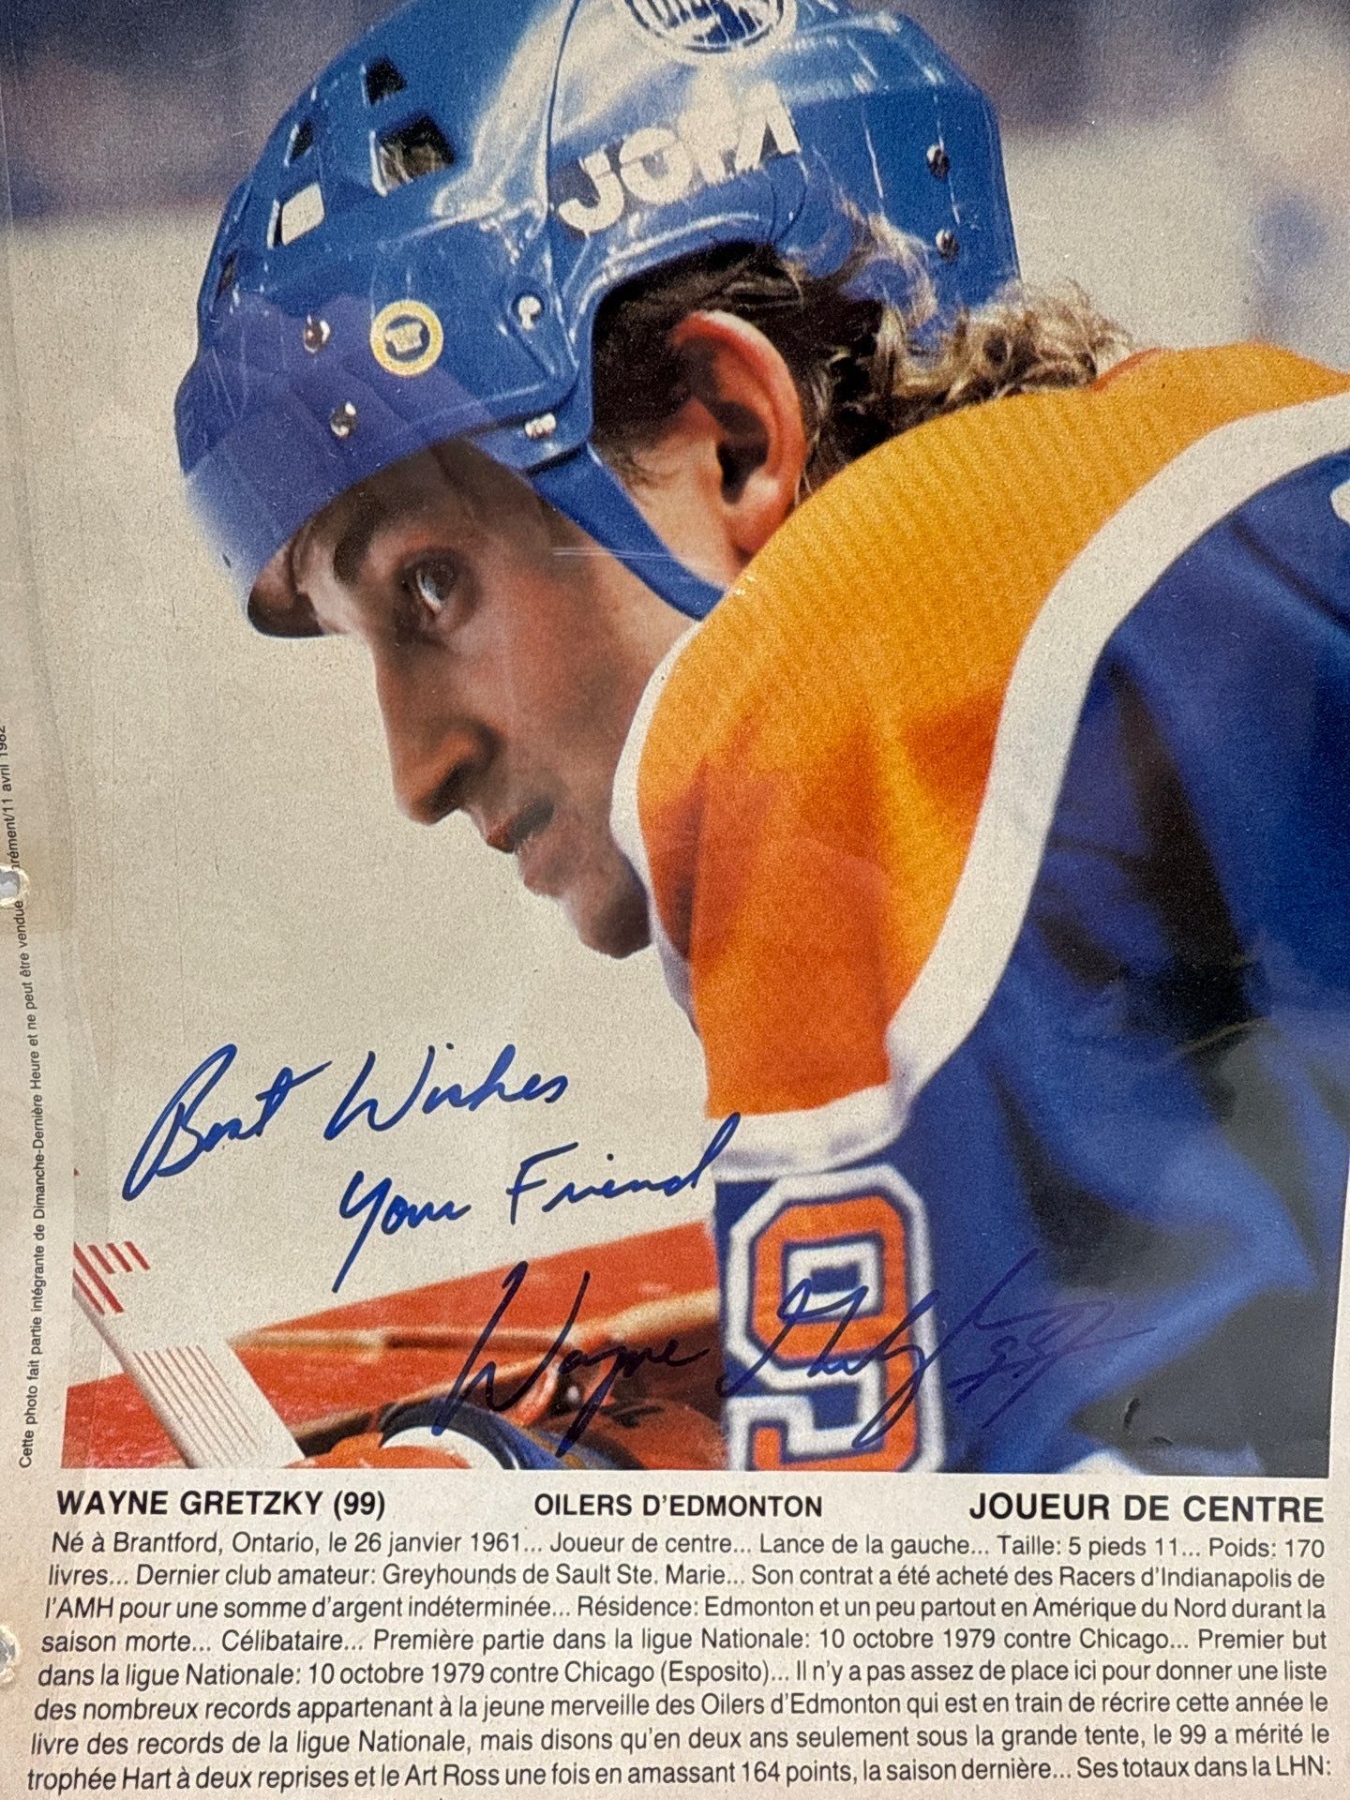 OILERS
JOFA
Best Wishes
Your Friend
Wayne Gretzky 99
9
9
Cette photo fait partie intégrante de Dimanche-Dernière Heure et ne peut être vendue 11 avril 1982
WAYNE GRETZKY (99) OILERS D'EDMONTON JOUEUR DE CENTRE
Né à Brantford, Ontario, le 26 janvier 1961... Joueur de centre... Lance de la gauche... Taille: 5 pieds 11... Poids: 170
livres... Dernier club amateur: Greyhounds de Sault Ste. Marie... Son contrat a été acheté des Racers d'Indianapolis de
l'AMH pour une somme d'argent indéterminée... Résidence: Edmonton et un peu partout en Amérique du Nord durant la
saison morte... Célibataire... Première partie dans la ligue Nationale: 10 octobre 1979 contre Chicago... Premier but
dans la ligue Nationale: 10 octobre 1979 contre Chicago (Esposito)... Il n'y a pas assez de place ici pour donner une liste
des nombreux records appartenant à la jeune merveille des Oilers d'Edmonton qui est en train de récrire cette année le
livre des records de la ligue Nationale, mais disons qu'en deux ans seulement sous la grande tente, le 99 a mérité le
trophée Hart à deux reprises et le Art Ross une fois en amassant 164 points, la saison dernière... Ses totaux dans la LHN: